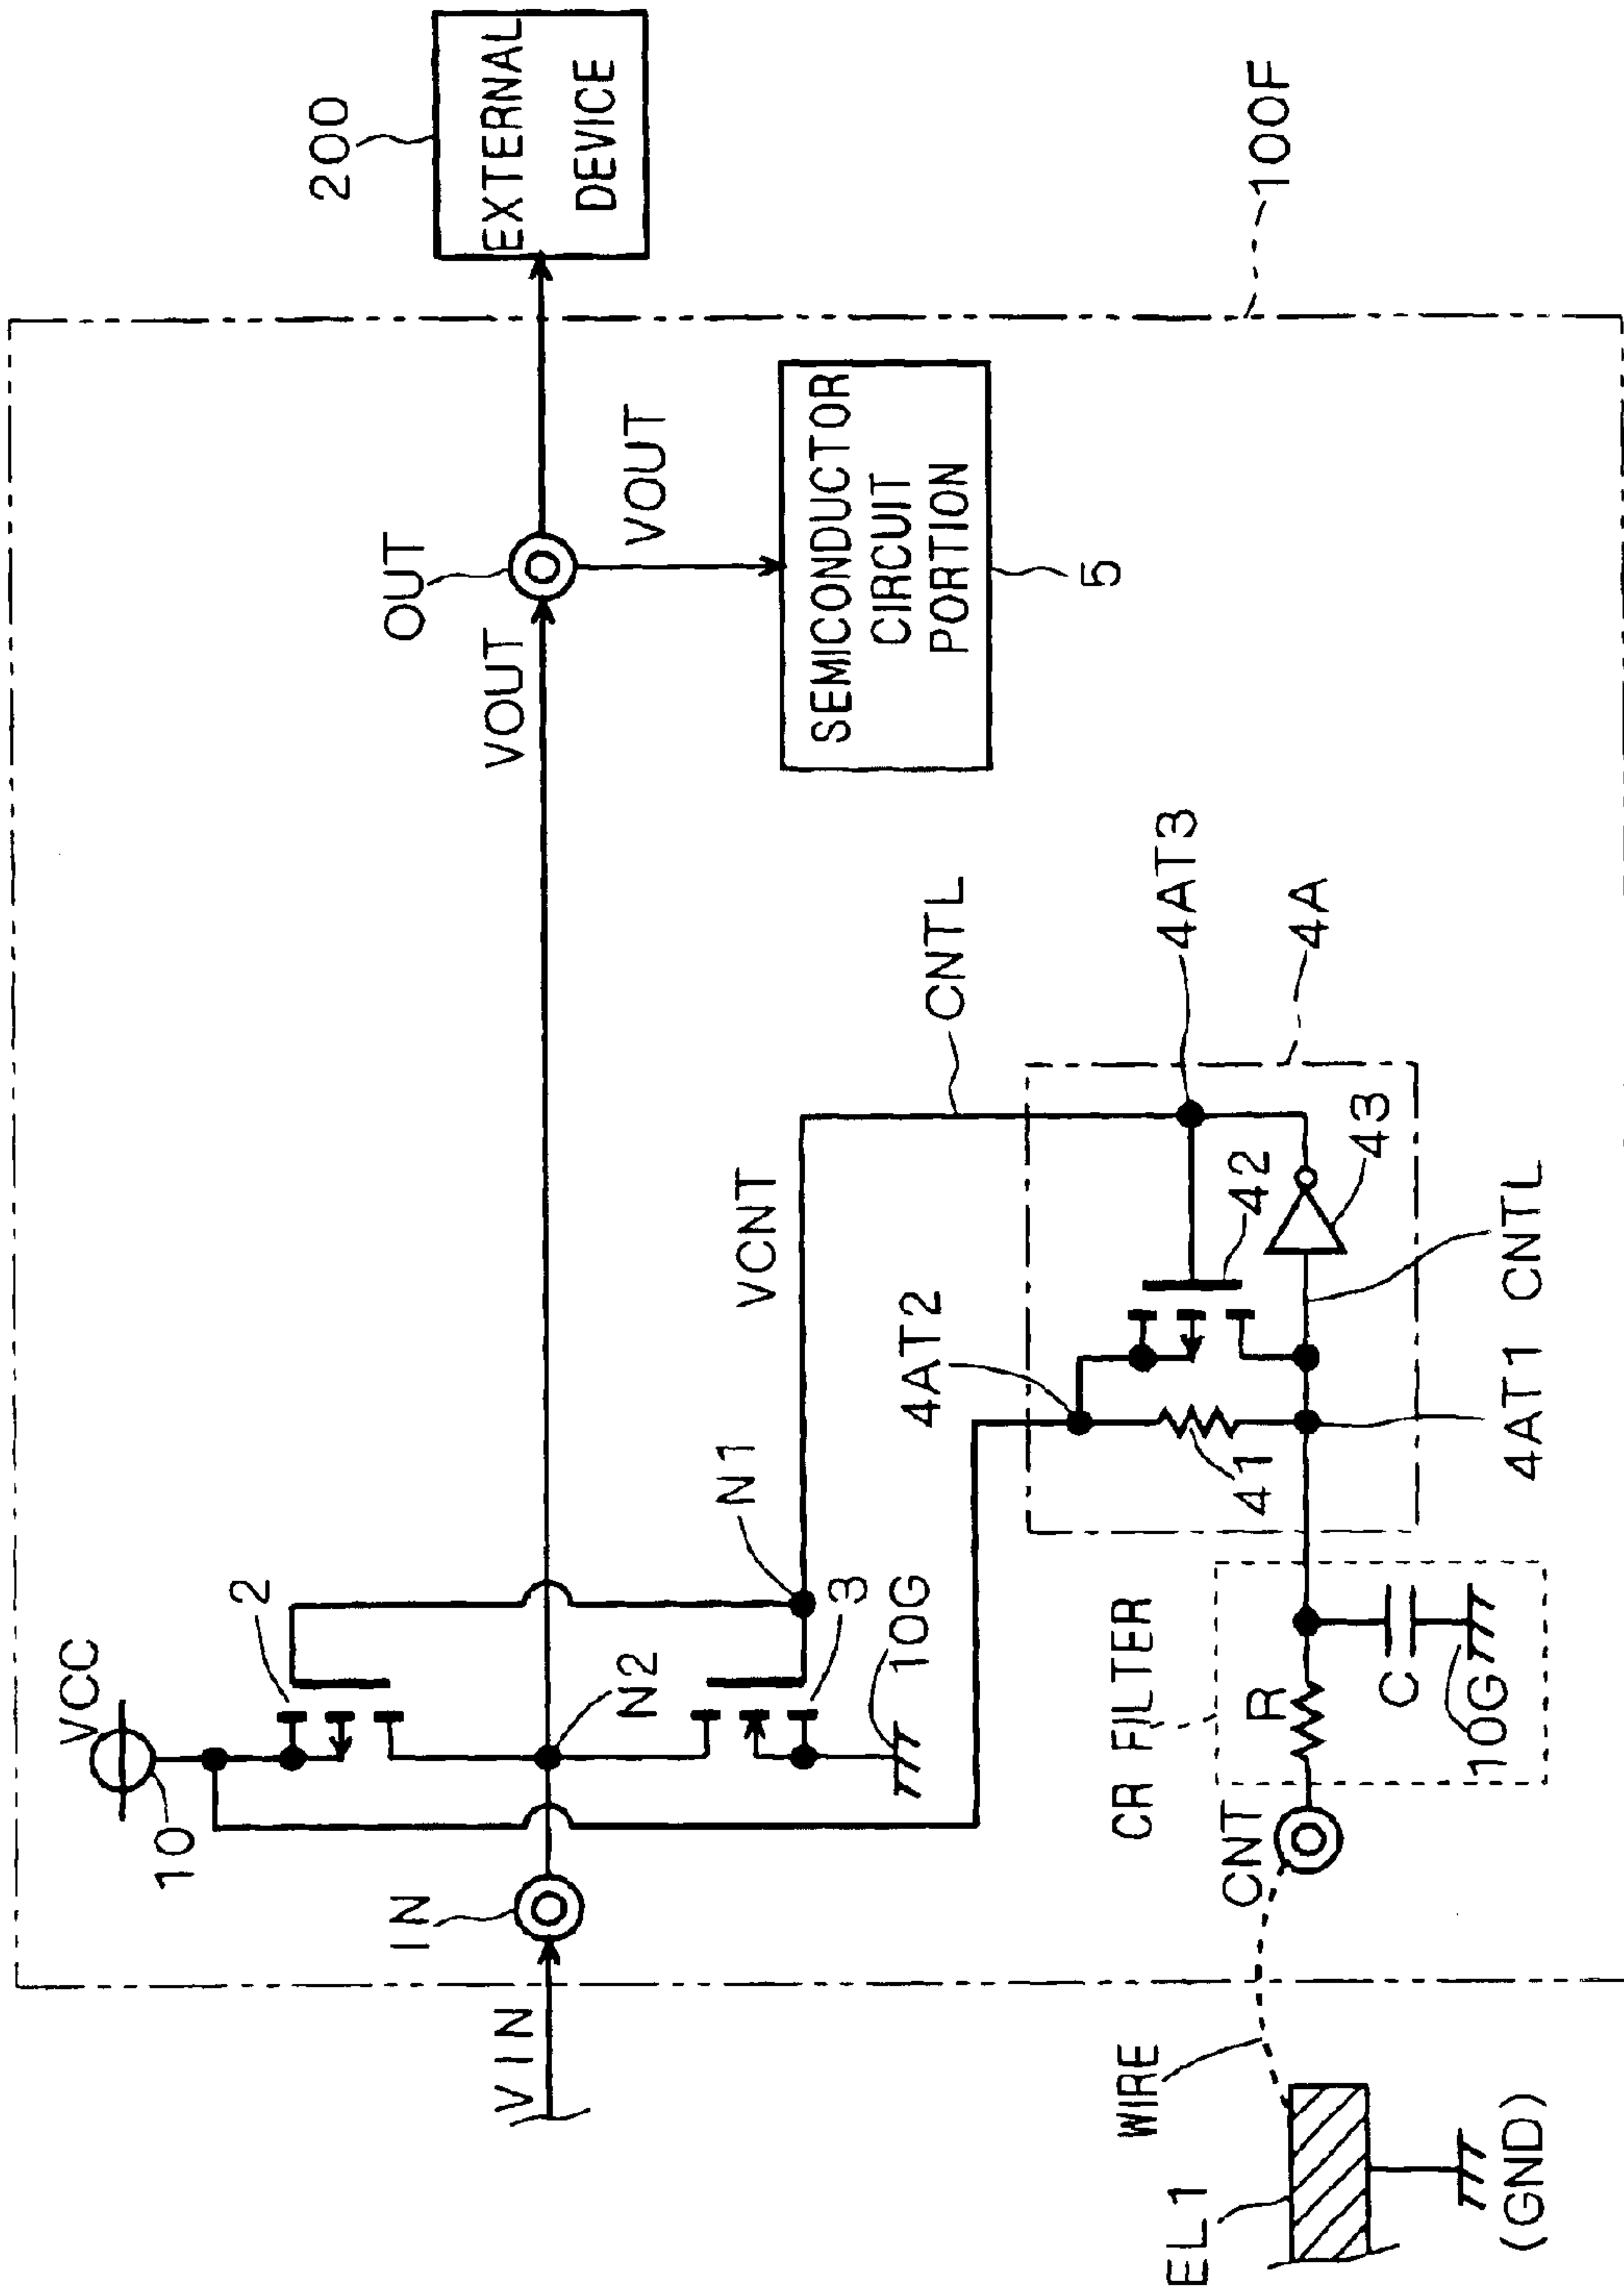 VCC
10
2
IN
VIN
N2
N1
3
10G
OUT
VOUT
VOUT
200
EXTERNAL
DEVICE
SEMICONDUCTOR
CIRCUIT
PORTION
5
100F
VCNT
CNTL
4AT2
4AT3
4A
42
41
43
4AT1
CNTL
CR FILTER
R
C
10G
CNT
WIRE
EL1
(GND)